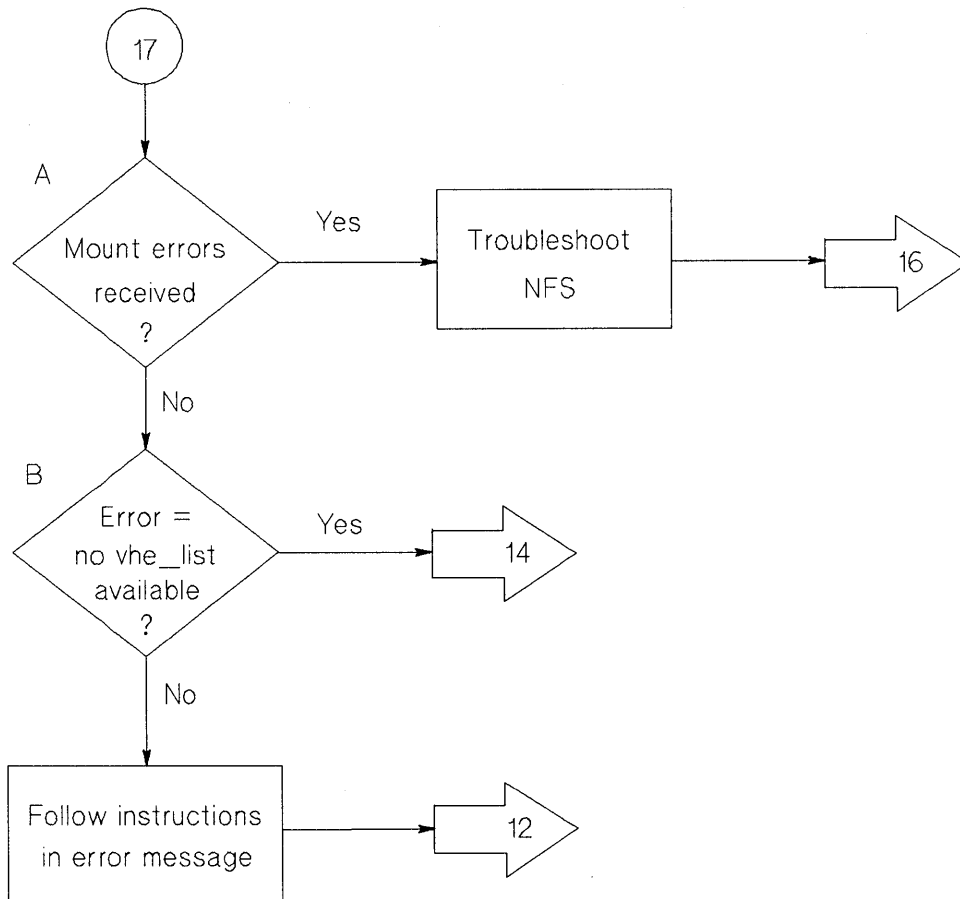 17
A
Mount errors
received
?
Yes
Troubleshoot
NFS
16
No
B
Error =
no vhe__list
available
?
Yes
14
No
Follow instructions
in error message
12